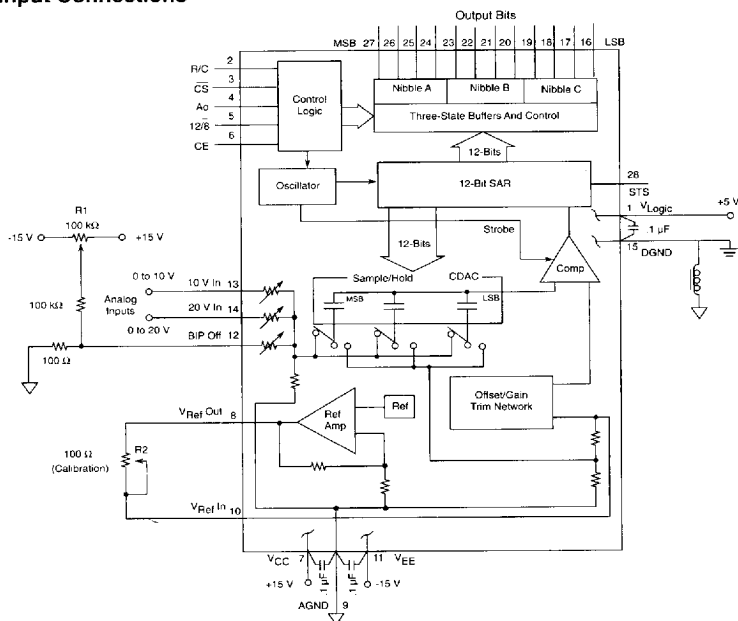 Input Connections
Output Bits
MSB 27 26 25 24 23 22 21 20 19 18 17 16 LSB
Nibble A Nibble B Nibble C
Three-State Buffers And Control
R/C 2
CS 3
Ao 4
12/8 5
CE 6
Control
Logic
12-Bits
Oscillator
12-Bit SAR
28
STS
1 VLogic
+5 V
.1 µF
15 DGND
R1
100 kΩ
-15 V
+15 V
12-Bits
Strobe
Comp
Sample/Hold CDAC
MSB
LSB
0 to 10 V
10 V In 13
100 kΩ
Analog
Inputs
20 V In 14
0 to 20 V
BIP Off 12
100 Ω
Offset/Gain
Trim Network
VRef Out 8
Ref
Amp
Ref
100 Ω
(Calibration)
R2
VRef In 10
VCC 7
11 VEE
+15 V
.1 µF
.1 µF
-15 V
AGND 9